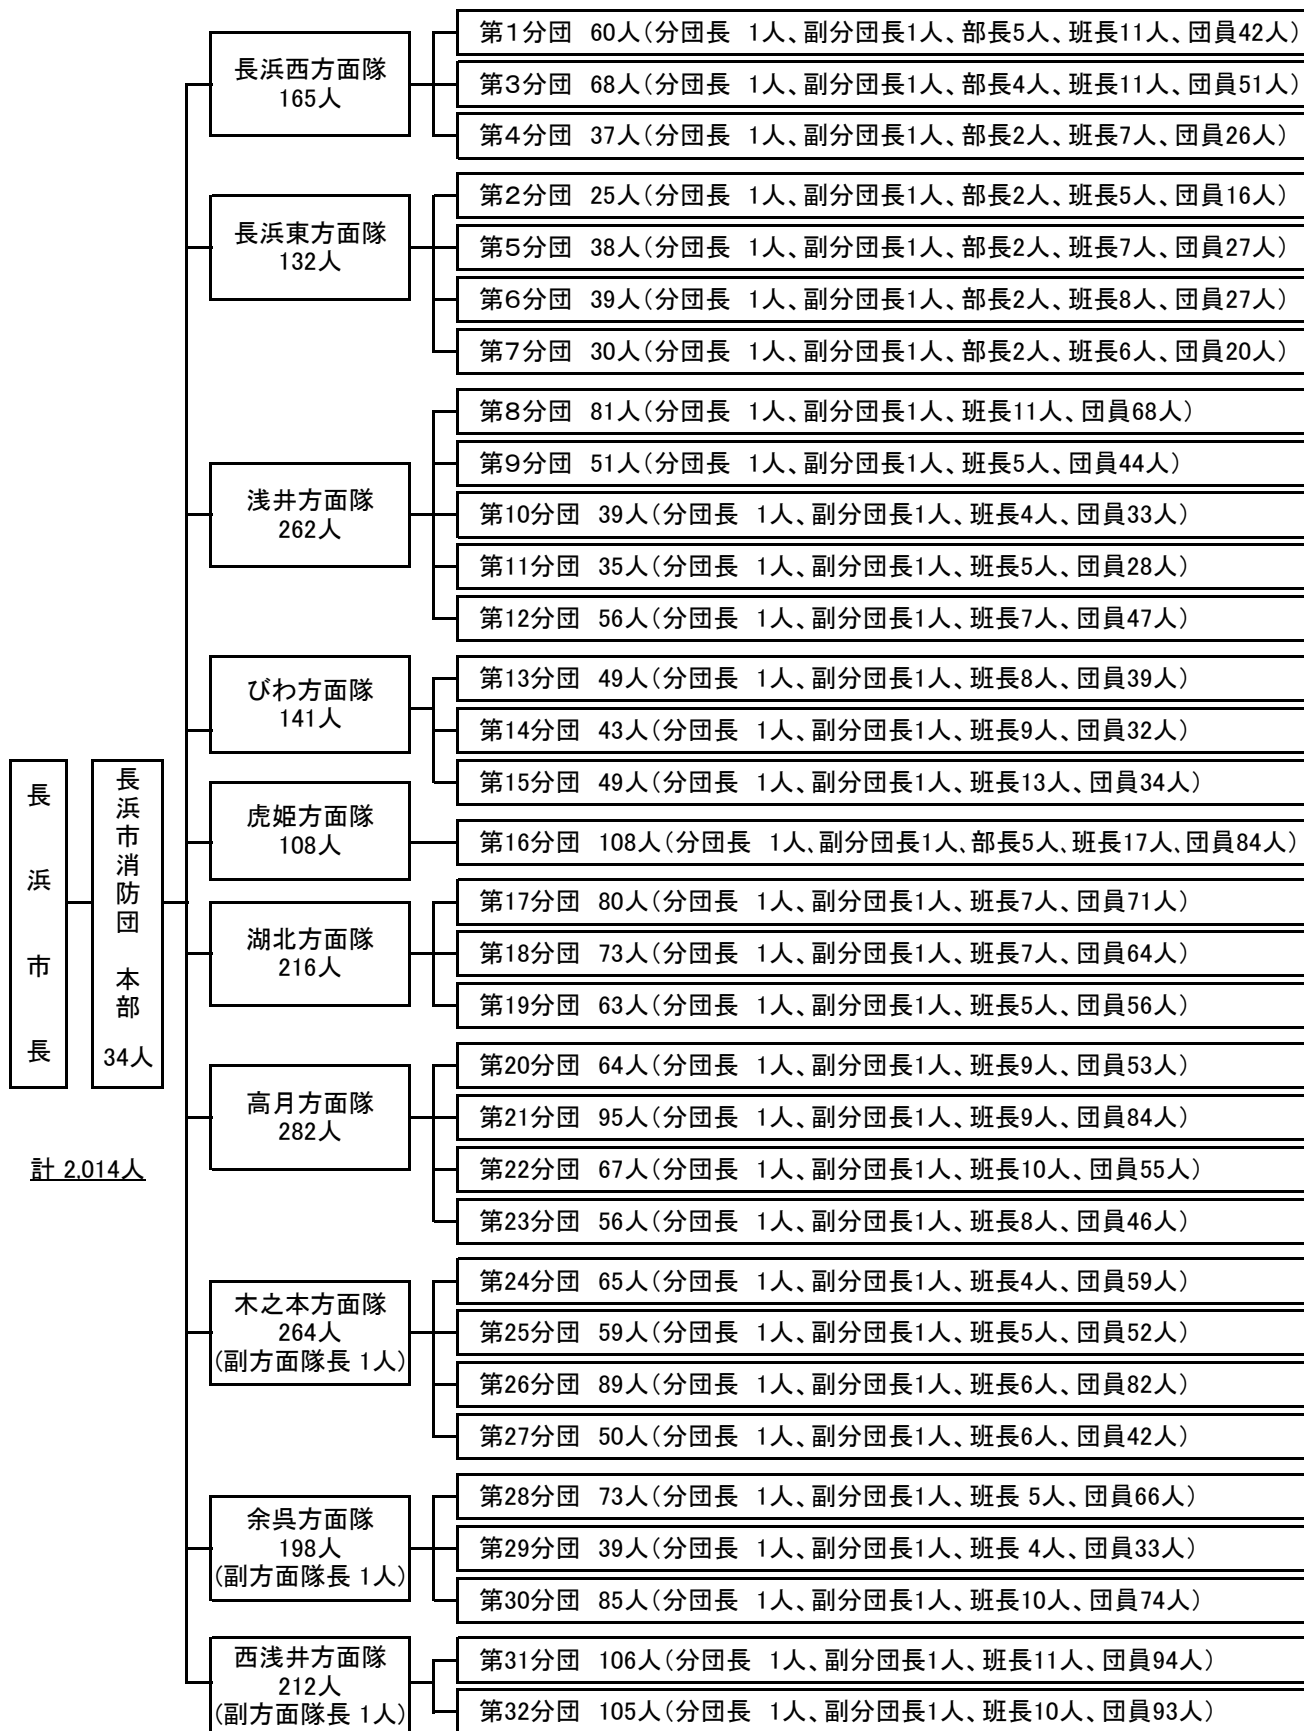 長浜市長
長浜市消防団 本部
34人
計 2,014人
長浜西方面隊
165人
第1分団 60人(分団長 1人、副分団長1人、部長5人、班長11人、団員42人)
第3分団 68人(分団長 1人、副分団長1人、部長4人、班長11人、団員51人)
第4分団 37人(分団長 1人、副分団長1人、部長2人、班長7人、団員26人)
長浜東方面隊
132人
第2分団 25人(分団長 1人、副分団長1人、部長2人、班長5人、団員16人)
第5分団 38人(分団長 1人、副分団長1人、部長2人、班長7人、団員27人)
第6分団 39人(分団長 1人、副分団長1人、部長2人、班長8人、団員27人)
第7分団 30人(分団長 1人、副分団長1人、部長2人、班長6人、団員20人)
浅井方面隊
262人
第8分団 81人(分団長 1人、副分団長1人、班長11人、団員68人)
第9分団 51人(分団長 1人、副分団長1人、班長5人、団員44人)
第10分団 39人(分団長 1人、副分団長1人、班長4人、団員33人)
第11分団 35人(分団長 1人、副分団長1人、班長5人、団員28人)
第12分団 56人(分団長 1人、副分団長1人、班長7人、団員47人)
びわ方面隊
141人
第13分団 49人(分団長 1人、副分団長1人、班長8人、団員39人)
第14分団 43人(分団長 1人、副分団長1人、班長9人、団員32人)
第15分団 49人(分団長 1人、副分団長1人、班長13人、団員34人)
虎姫方面隊
108人
第16分団 108人(分団長 1人、副分団長1人、部長5人、班長17人、団員84人)
湖北方面隊
216人
第17分団 80人(分団長 1人、副分団長1人、班長7人、団員71人)
第18分団 73人(分団長 1人、副分団長1人、班長7人、団員64人)
第19分団 63人(分団長 1人、副分団長1人、班長5人、団員56人)
高月方面隊
282人
第20分団 64人(分団長 1人、副分団長1人、班長9人、団員53人)
第21分団 95人(分団長 1人、副分団長1人、班長9人、団員84人)
第22分団 67人(分団長 1人、副分団長1人、班長10人、団員55人)
第23分団 56人(分団長 1人、副分団長1人、班長8人、団員46人)
木之本方面隊
264人
(副方面隊長 1人)
第24分団 65人(分団長 1人、副分団長1人、班長4人、団員59人)
第25分団 59人(分団長 1人、副分団長1人、班長5人、団員52人)
第26分団 89人(分団長 1人、副分団長1人、班長6人、団員82人)
第27分団 50人(分団長 1人、副分団長1人、班長6人、団員42人)
余呉方面隊
198人
(副方面隊長 1人)
第28分団 73人(分団長 1人、副分団長1人、班長 5人、団員66人)
第29分団 39人(分団長 1人、副分団長1人、班長 4人、団員33人)
第30分団 85人(分団長 1人、副分団長1人、班長10人、団員74人)
西浅井方面隊
212人
(副方面隊長 1人)
第31分団 106人(分団長 1人、副分団長1人、班長11人、団員94人)
第32分団 105人(分団長 1人、副分団長1人、班長10人、団員93人)